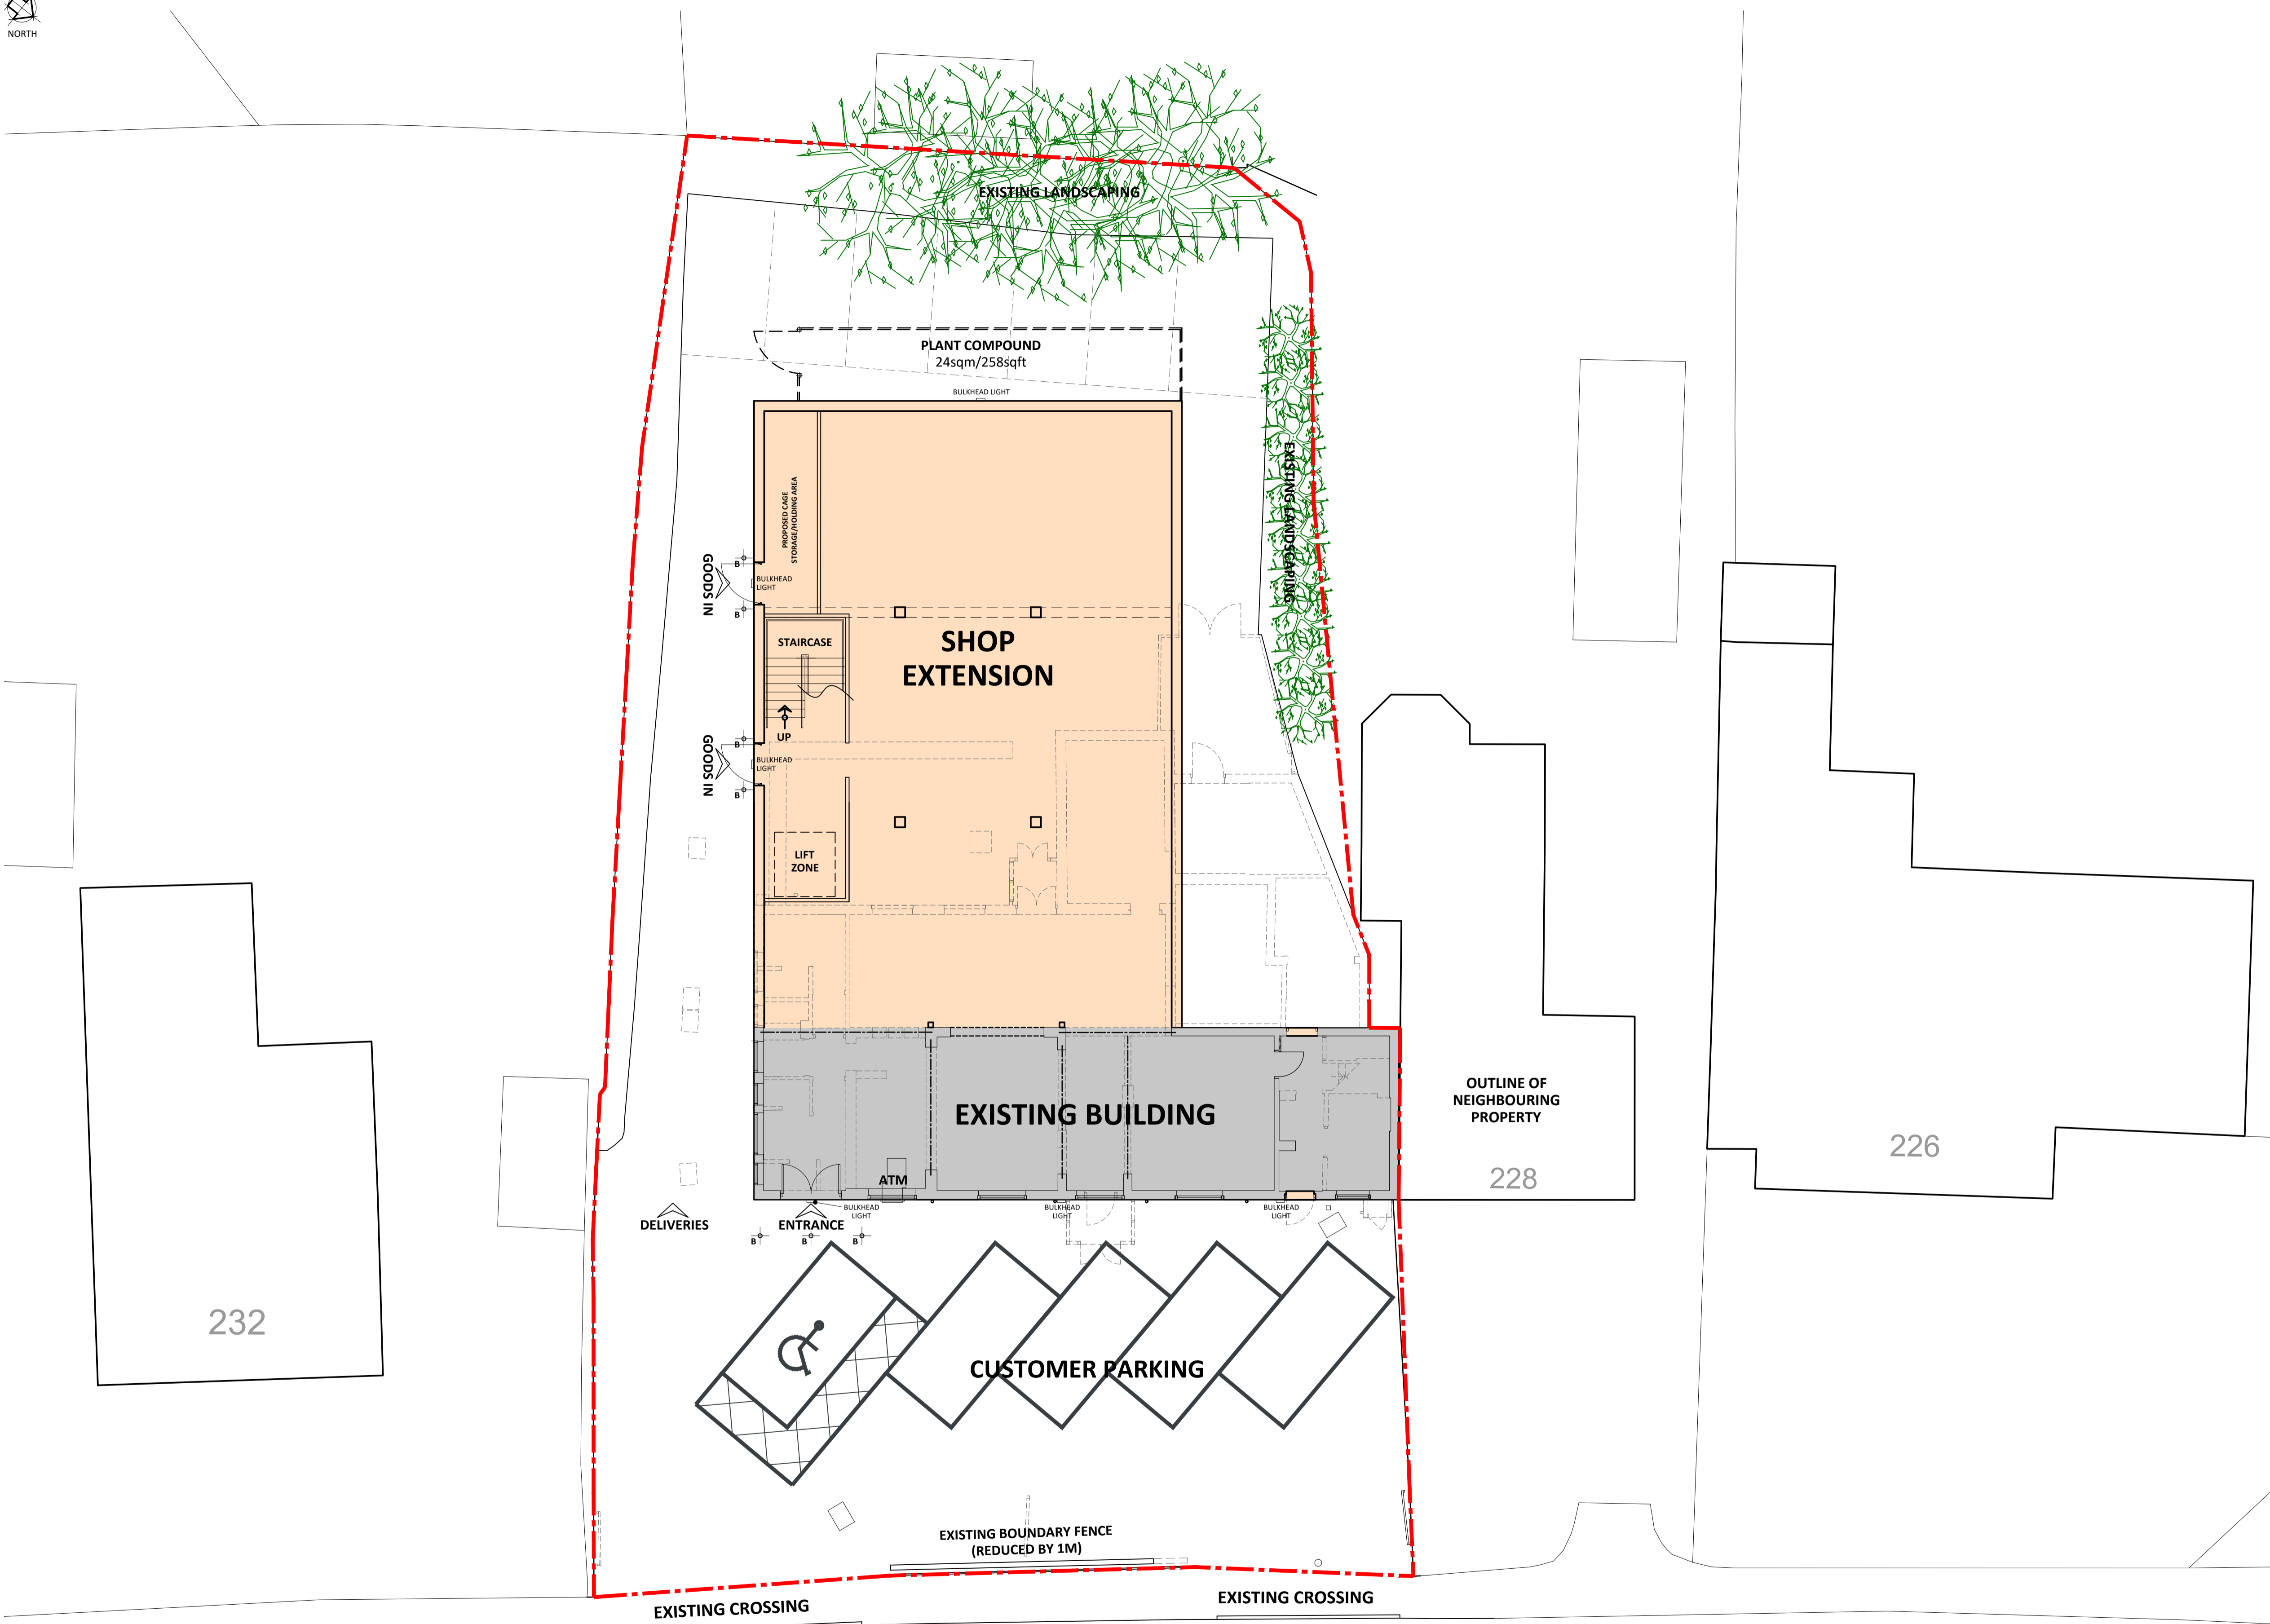 NORTH
EXISTING LANDSCAPING
PLANT COMPOUND
24sqm/258sqft
BULKHEAD LIGHT
EXISTING LANDSCAPING
PROPOSED CAGE
STORAGE/HOLDING AREA
GOODS IN
B
BULKHEAD
LIGHT
B
STAIRCASE
SHOP
EXTENSION
UP
GOODS IN
B
BULKHEAD
LIGHT
B
LIFT
ZONE
EXISTING BUILDING
OUTLINE OF
NEIGHBOURING
PROPERTY
228
226
232
ATM
DELIVERIES
ENTRANCE
BULKHEAD
LIGHT
BULKHEAD
LIGHT
BULKHEAD
LIGHT
B
B
B
CUSTOMER PARKING
EXISTING BOUNDARY FENCE
(REDUCED BY 1M)
EXISTING CROSSING
EXISTING CROSSING